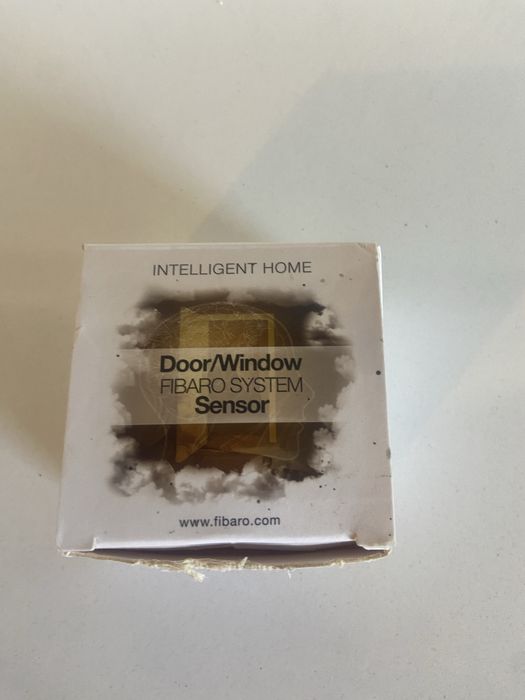 INTELLIGENT HOME
Door/Window
FIBARO SYSTEM
Sensor
www.fibaro.com